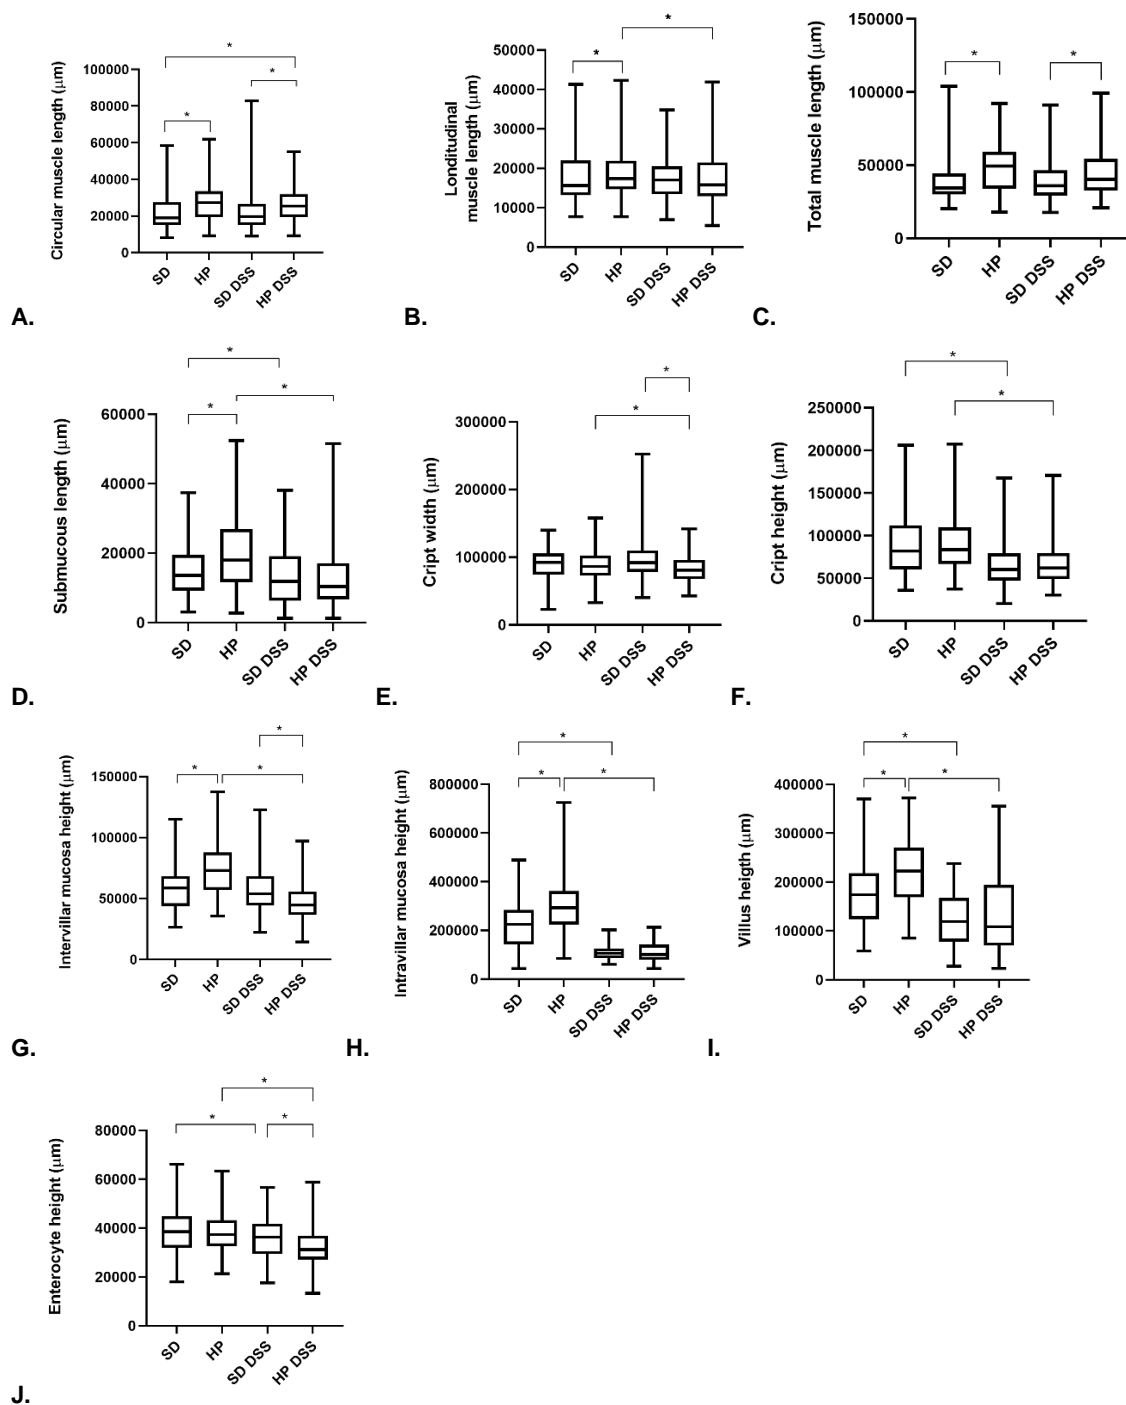 *
*
*
Circular muscle length (μm)
100000
80000
60000
40000
20000
0
SD
HP
SD DSS
HP DSS
A.
*
*
Londitudinal
muscle length (μm)
50000
40000
30000
20000
10000
0
SD
HP
SD DSS
HP DSS
B.
*
*
Total muscle length (μm)
150000
100000
50000
0
SD
HP
SD DSS
HP DSS
C.
*
*
*
Submucous length (μm)
60000
40000
20000
0
SD
HP
SD DSS
HP DSS
D.
*
*
Cript width (μm)
300000
200000
100000
0
SD
HP
SD DSS
HP DSS
E.
*
*
Cript height (μm)
250000
200000
150000
100000
50000
0
SD
HP
SD DSS
HP DSS
F.
*
*
*
Intervillar mucosa height (μm)
150000
100000
50000
0
SD
HP
SD DSS
HP DSS
G.
*
*
*
Intravillar mucosa height (μm)
800000
600000
400000
200000
0
SD
HP
SD DSS
HP DSS
H.
*
*
*
Villus heigth (μm)
400000
300000
200000
100000
0
SD
HP
SD DSS
HP DSS
I.
*
*
*
Enterocyte height (μm)
80000
60000
40000
20000
0
SD
HP
SD DSS
HP DSS
J.